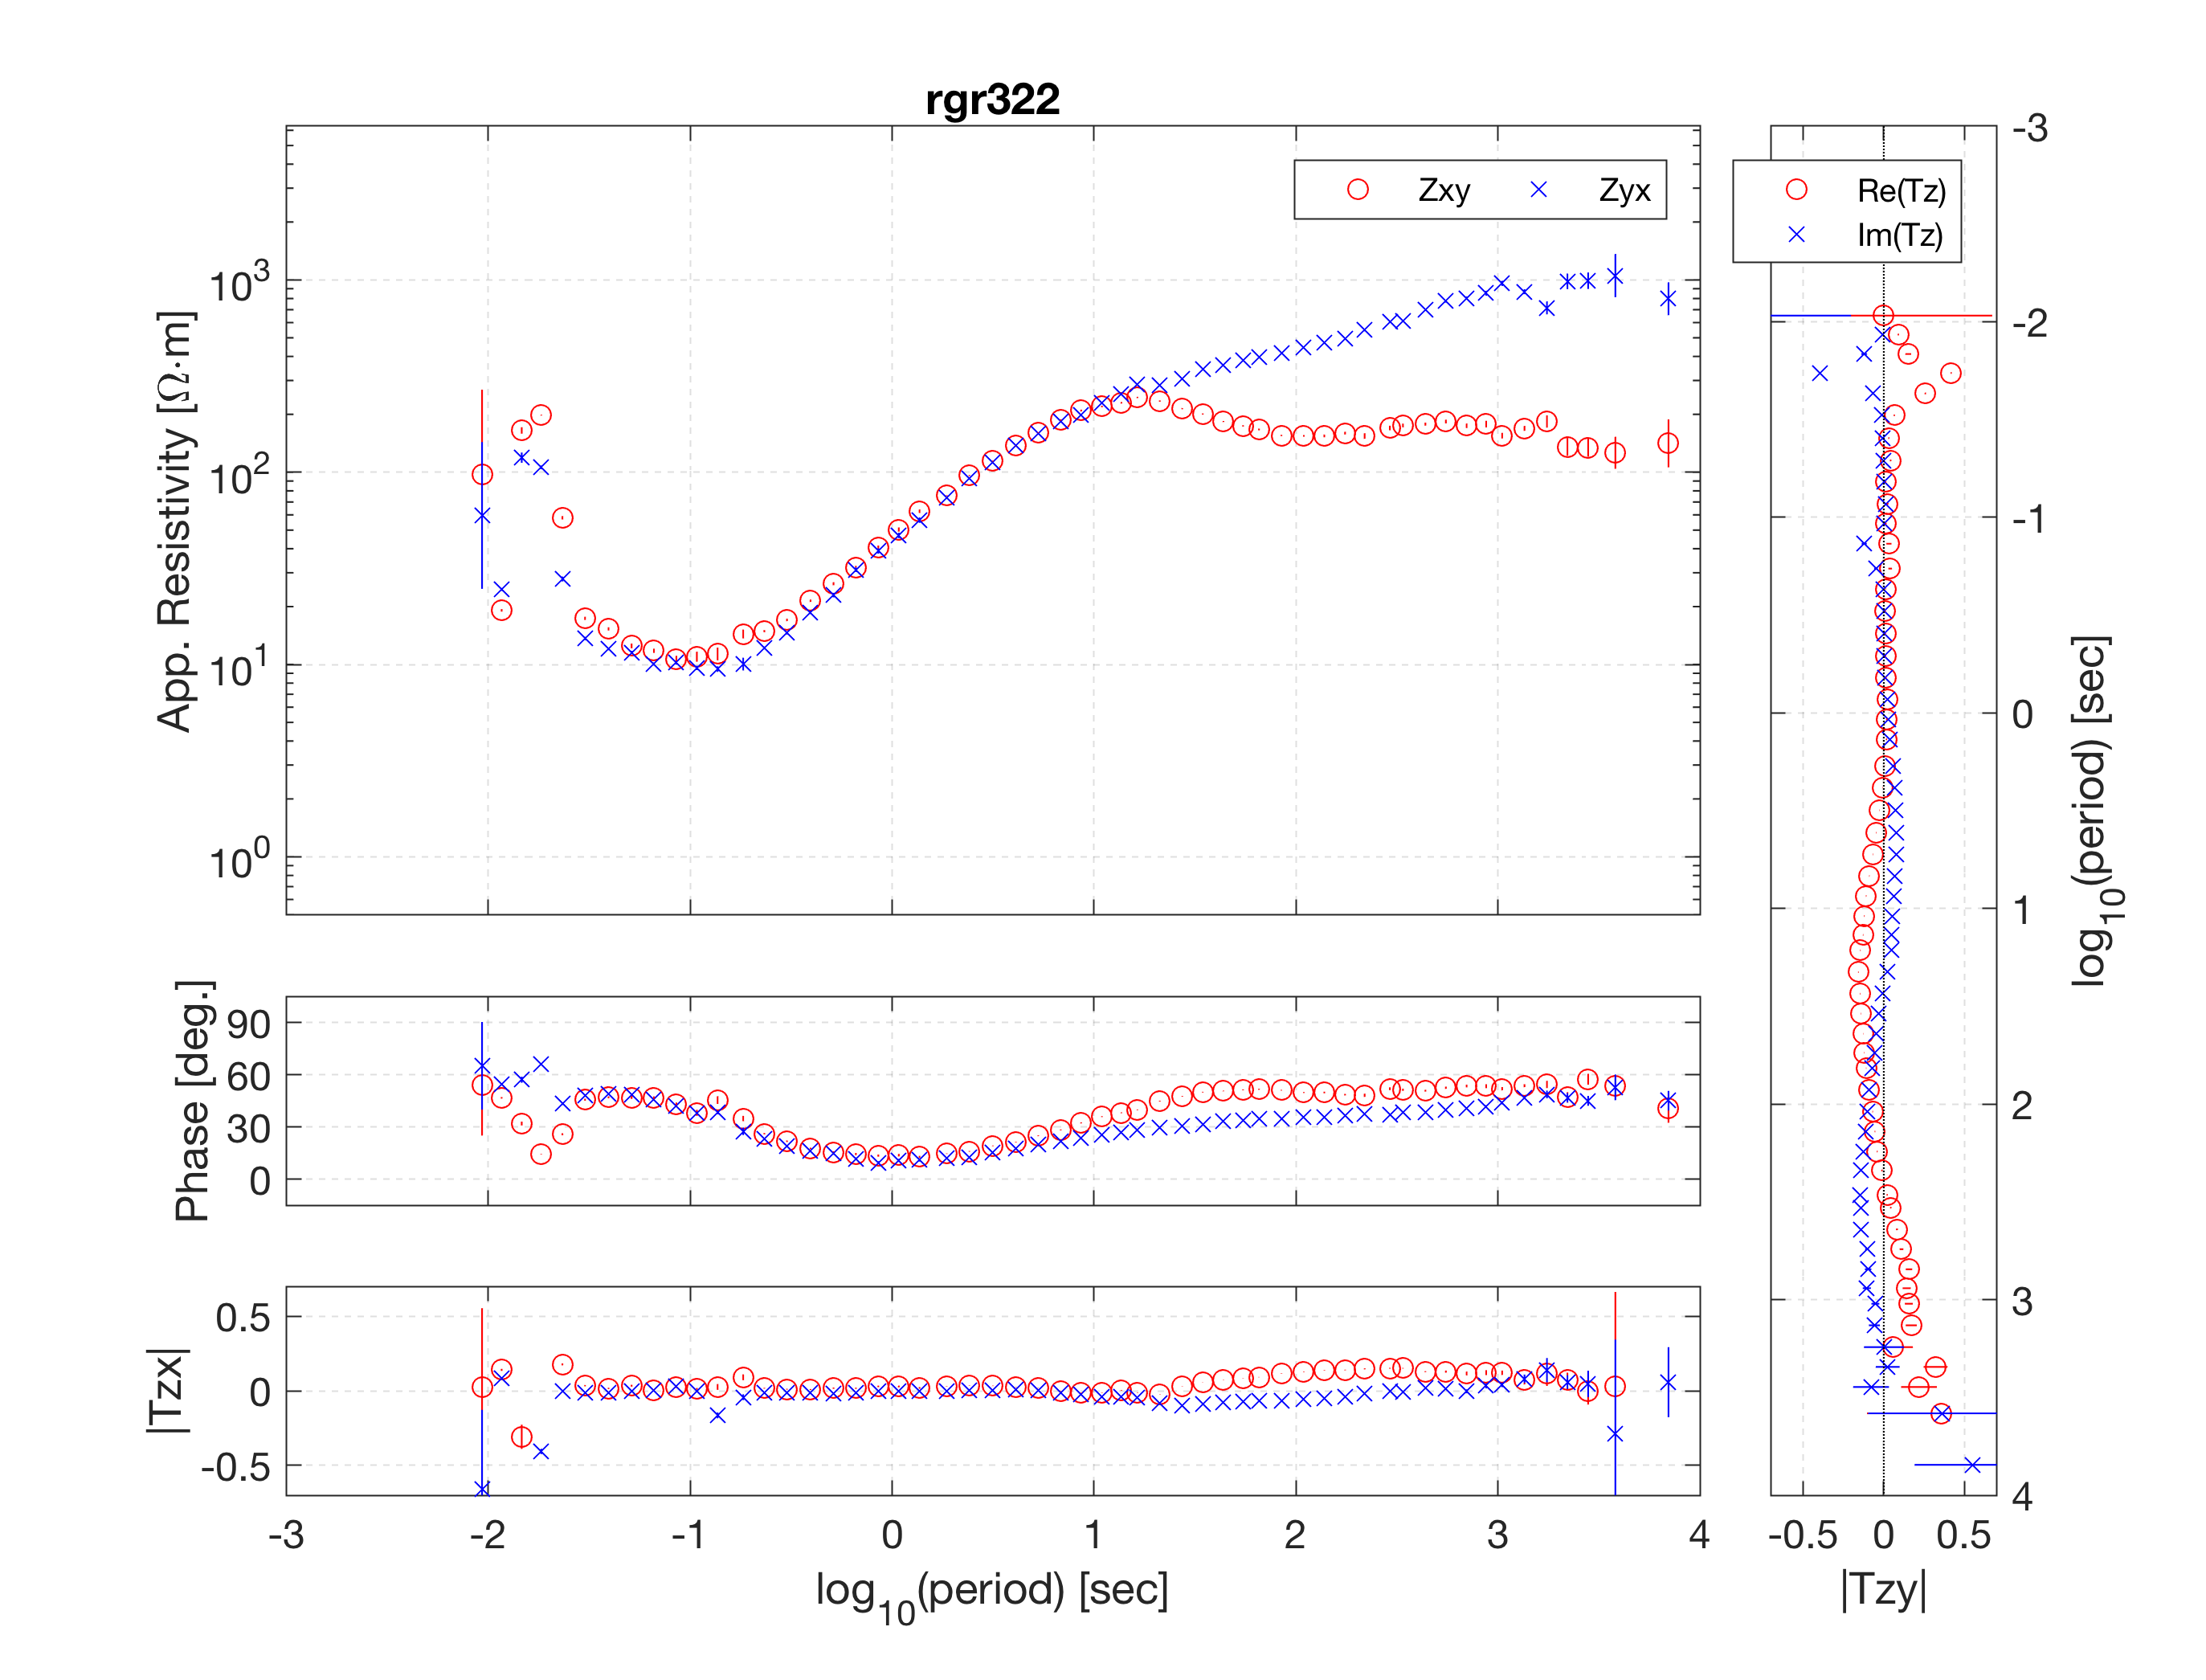 rgr322
Zxy Zyx
Re(Tz)
Im(Tz)
App. Resistivity [Ω·m]
10^3
10^2
10^1
10^0
Phase [deg.]
90
60
30
0
|Tzx|
0.5
0
-0.5
-3 -2 -1 0 1 2 3 4
log10(period) [sec]
-3
-2
-1
0
1
2
3
4
log10(period) [sec]
-0.5 0 0.5
|Tzy|